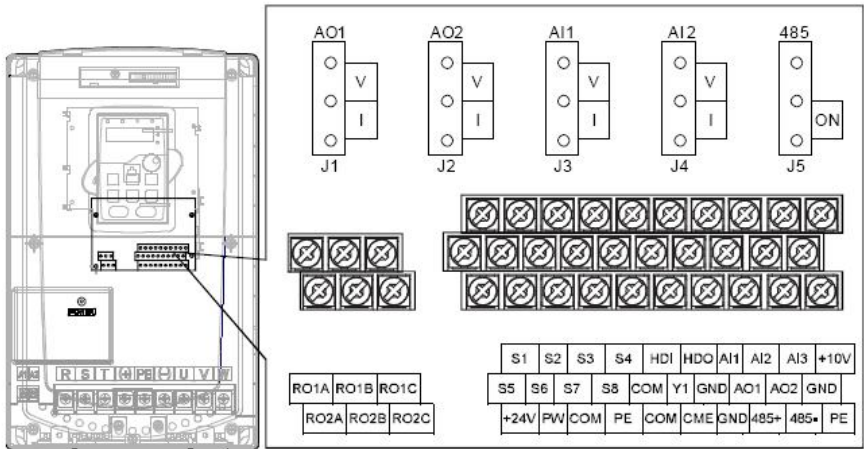 AO1 AO2 AI1 AI2 485
V V V V
I I I I ON
J1 J2 J3 J4 J5
R S T (+) PE (−) U V W
S1 S2 S3 S4 HDI HDO AI1 AI2 AI3 +10V
RO1A RO1B RO1C S5 S6 S7 S8 COM Y1 GND AO1 AO2 GND
RO2A RO2B RO2C +24V PW COM PE COM CME GND 485+ 485- PE